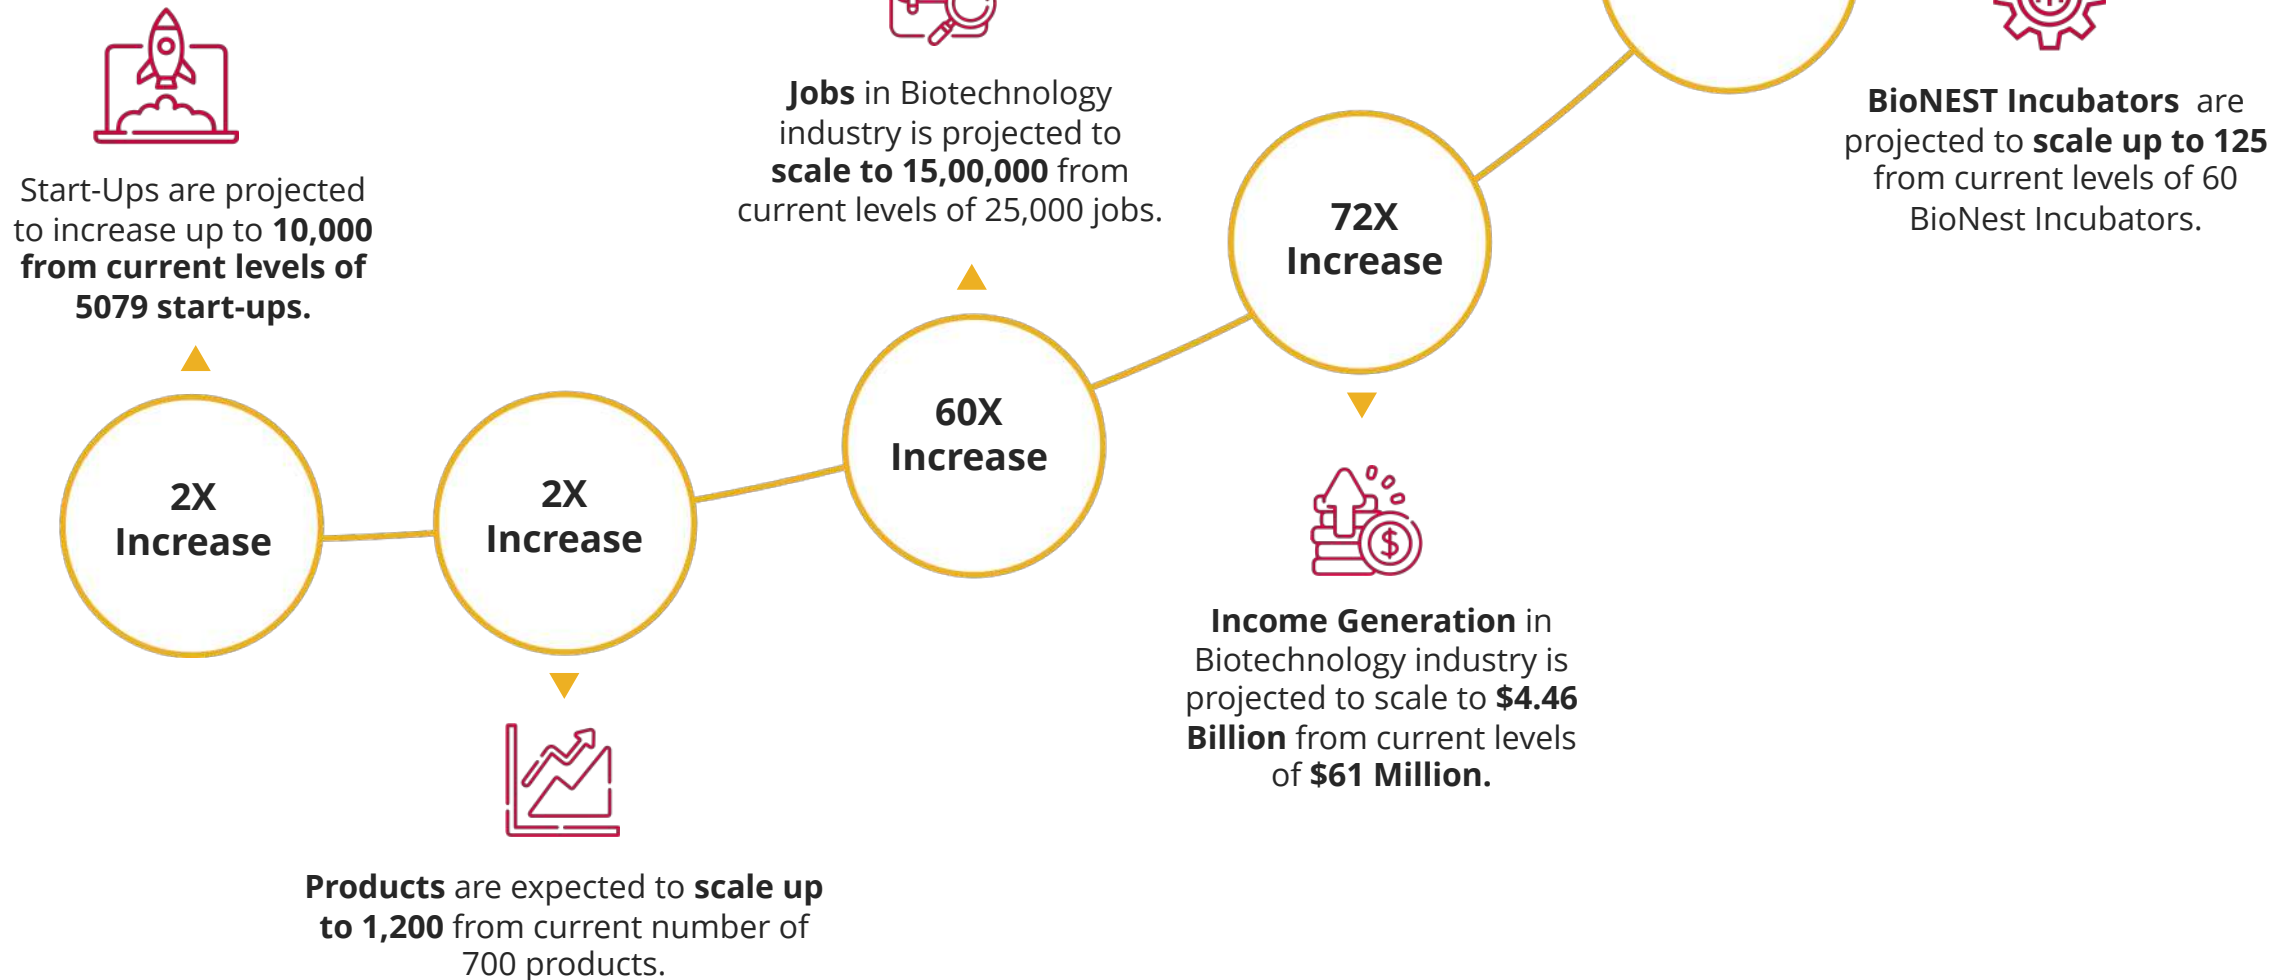 Start-Ups are projected
to increase up to 10,000
from current levels of
5079 start-ups.
2X
Increase
2X
Increase
Products are expected to scale up
to 1,200 from current number of
700 products.
Jobs in Biotechnology
industry is projected to
scale to 15,00,000 from
current levels of 25,000 jobs.
60X
Increase
72X
Increase
$
Income Generation in
Biotechnology industry is
projected to scale to $4.46
Billion from current levels
of $61 Million.
BioNEST Incubators are
projected to scale up to 125
from current levels of 60
BioNest Incubators.